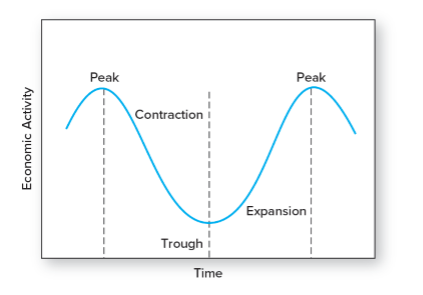 Peak
Peak
Contraction
Economic Activity
Expansion
Trough
Time